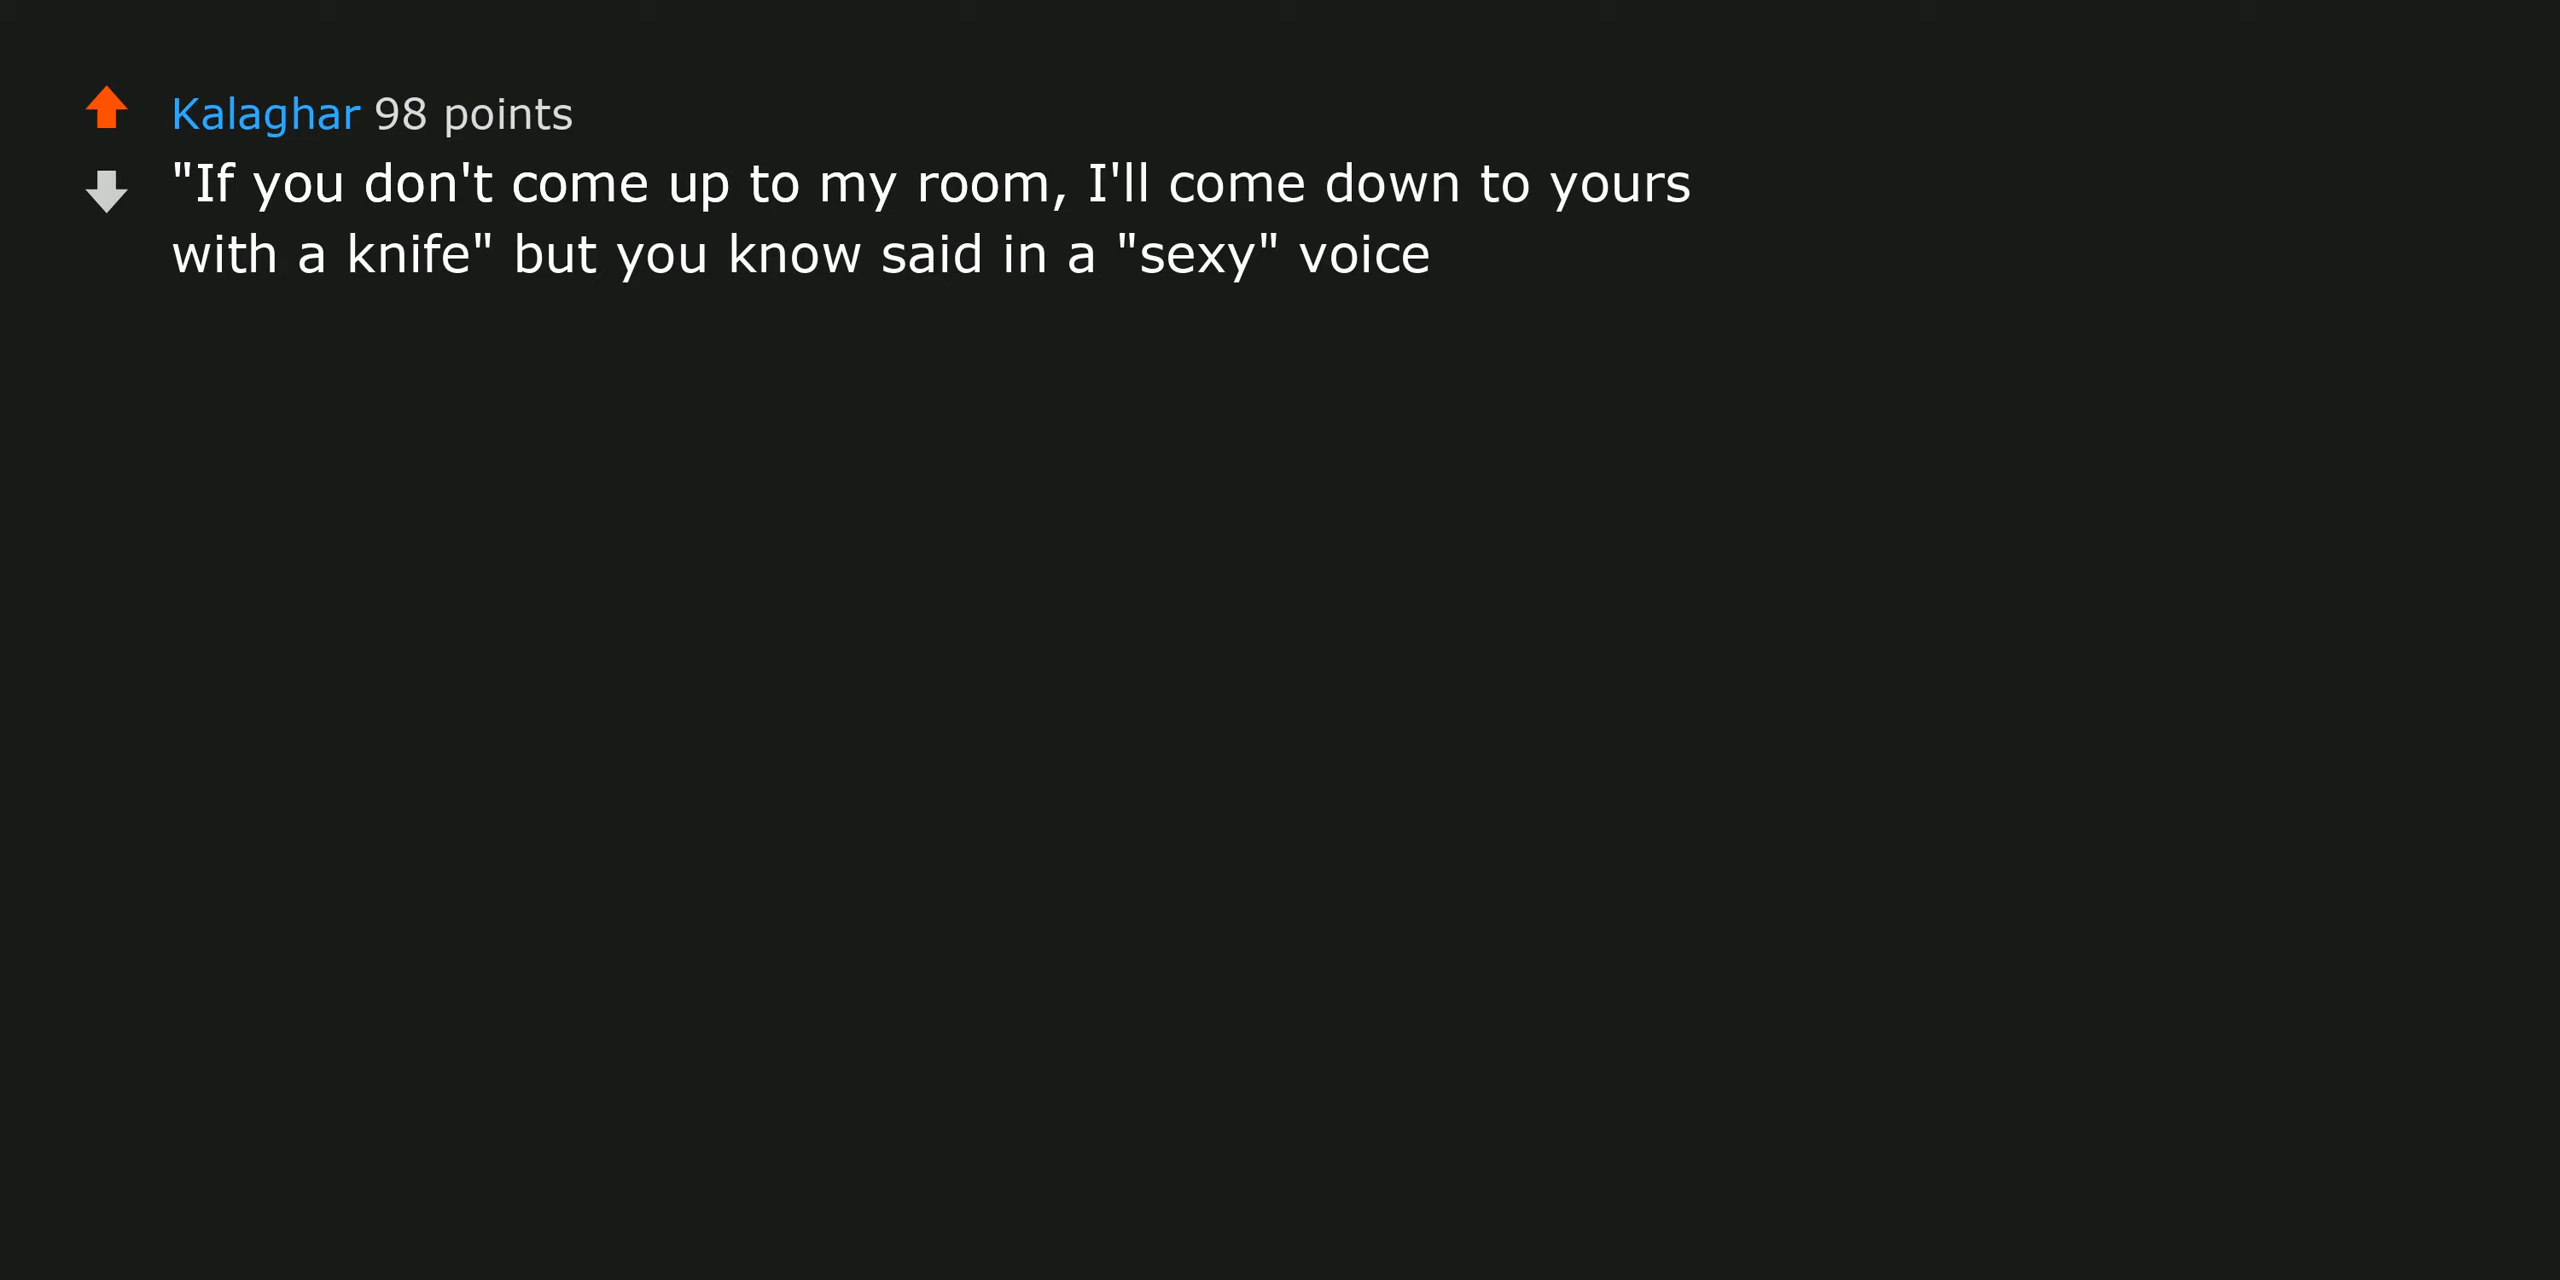 Kalaghar 98 points
"If you don't come up to my room, I'll come down to yours
with a knife" but you know said in a "sexy" voice